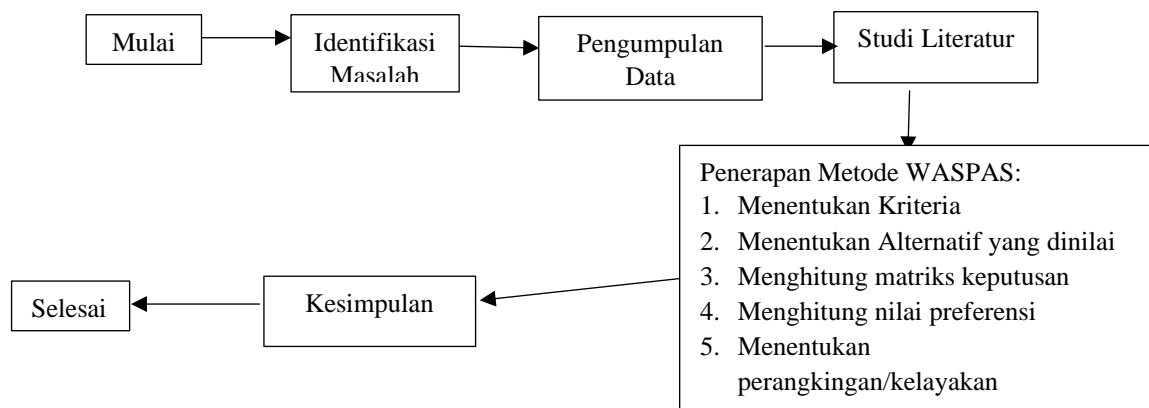 Mulai
Identifikasi
Masalah
Pengumpulan
Data
Studi Literatur
Penerapan Metode WASPAS:
1. Menentukan Kriteria
2. Menentukan Alternatif yang dinilai
3. Menghitung matriks keputusan
4. Menghitung nilai preferensi
5. Menentukan
perangkingan/kelayakan
Kesimpulan
Selesai